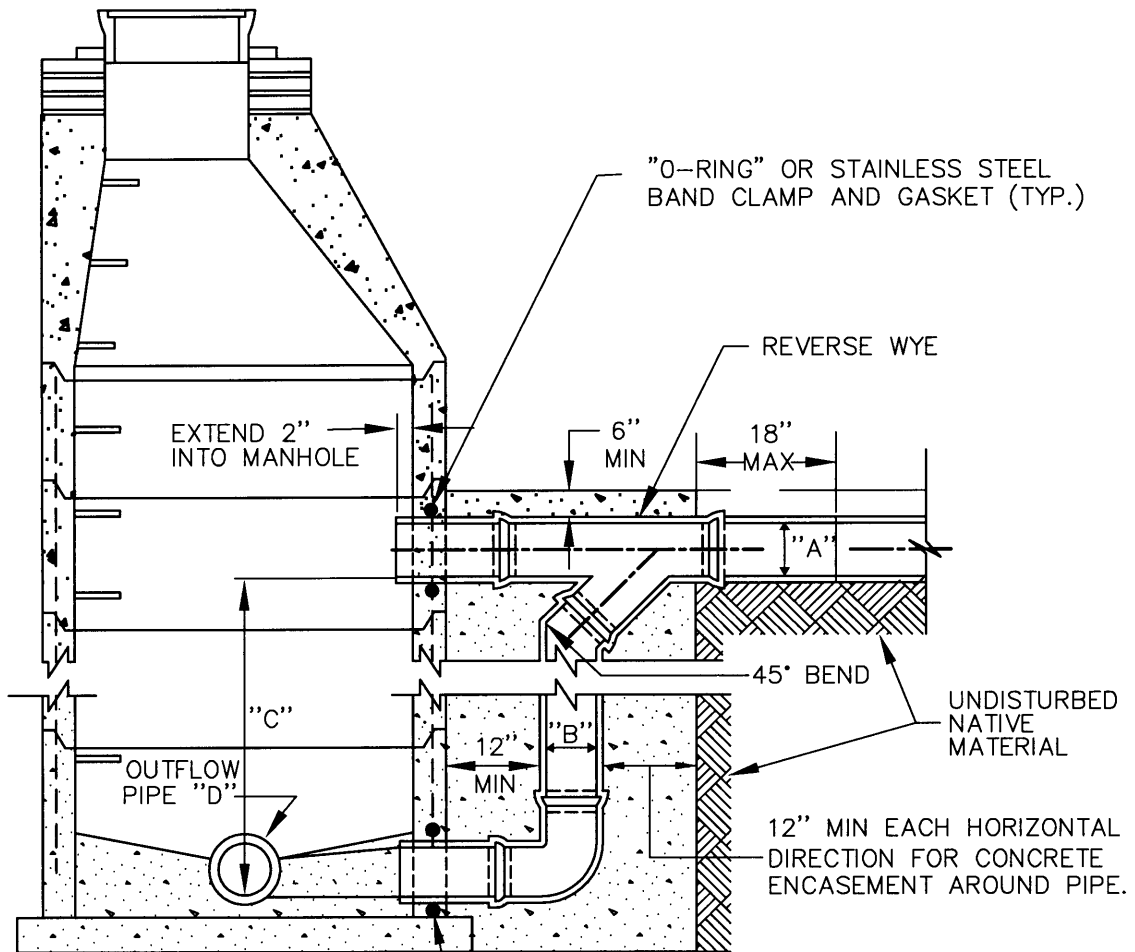 "O-RING" OR STAINLESS STEEL
BAND CLAMP AND GASKET (TYP.)
REVERSE WYE
EXTEND 2"
INTO MANHOLE
6"
MIN
18"
MAX
"A"
45° BEND
"C"
"B"
12"
MIN
UNDISTURBED
NATIVE
MATERIAL
OUTFLOW
PIPE "D"
12" MIN EACH HORIZONTAL
DIRECTION FOR CONCRETE
ENCASEMENT AROUND PIPE.